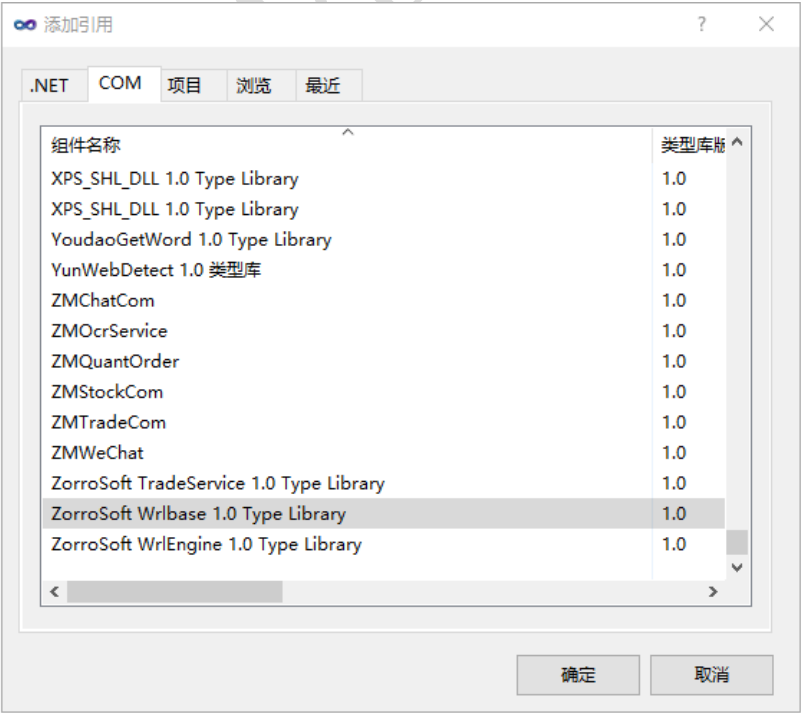 添加引用
.NET COM 项目 浏览 最近
组件名称 类型库版
XPS_SHL_DLL 1.0 Type Library 1.0
XPS_SHL_DLL 1.0 Type Library 1.0
YoudaoGetWord 1.0 Type Library 1.0
YunWebDetect 1.0 类型库 1.0
ZMChatCom 1.0
ZMOcrService 1.0
ZMQuantOrder 1.0
ZMStockCom 1.0
ZMTradeCom 1.0
ZMWeChat 1.0
ZorroSoft TradeService 1.0 Type Library 1.0
ZorroSoft Wrlbase 1.0 Type Library 1.0
ZorroSoft WrlEngine 1.0 Type Library 1.0
确定 取消